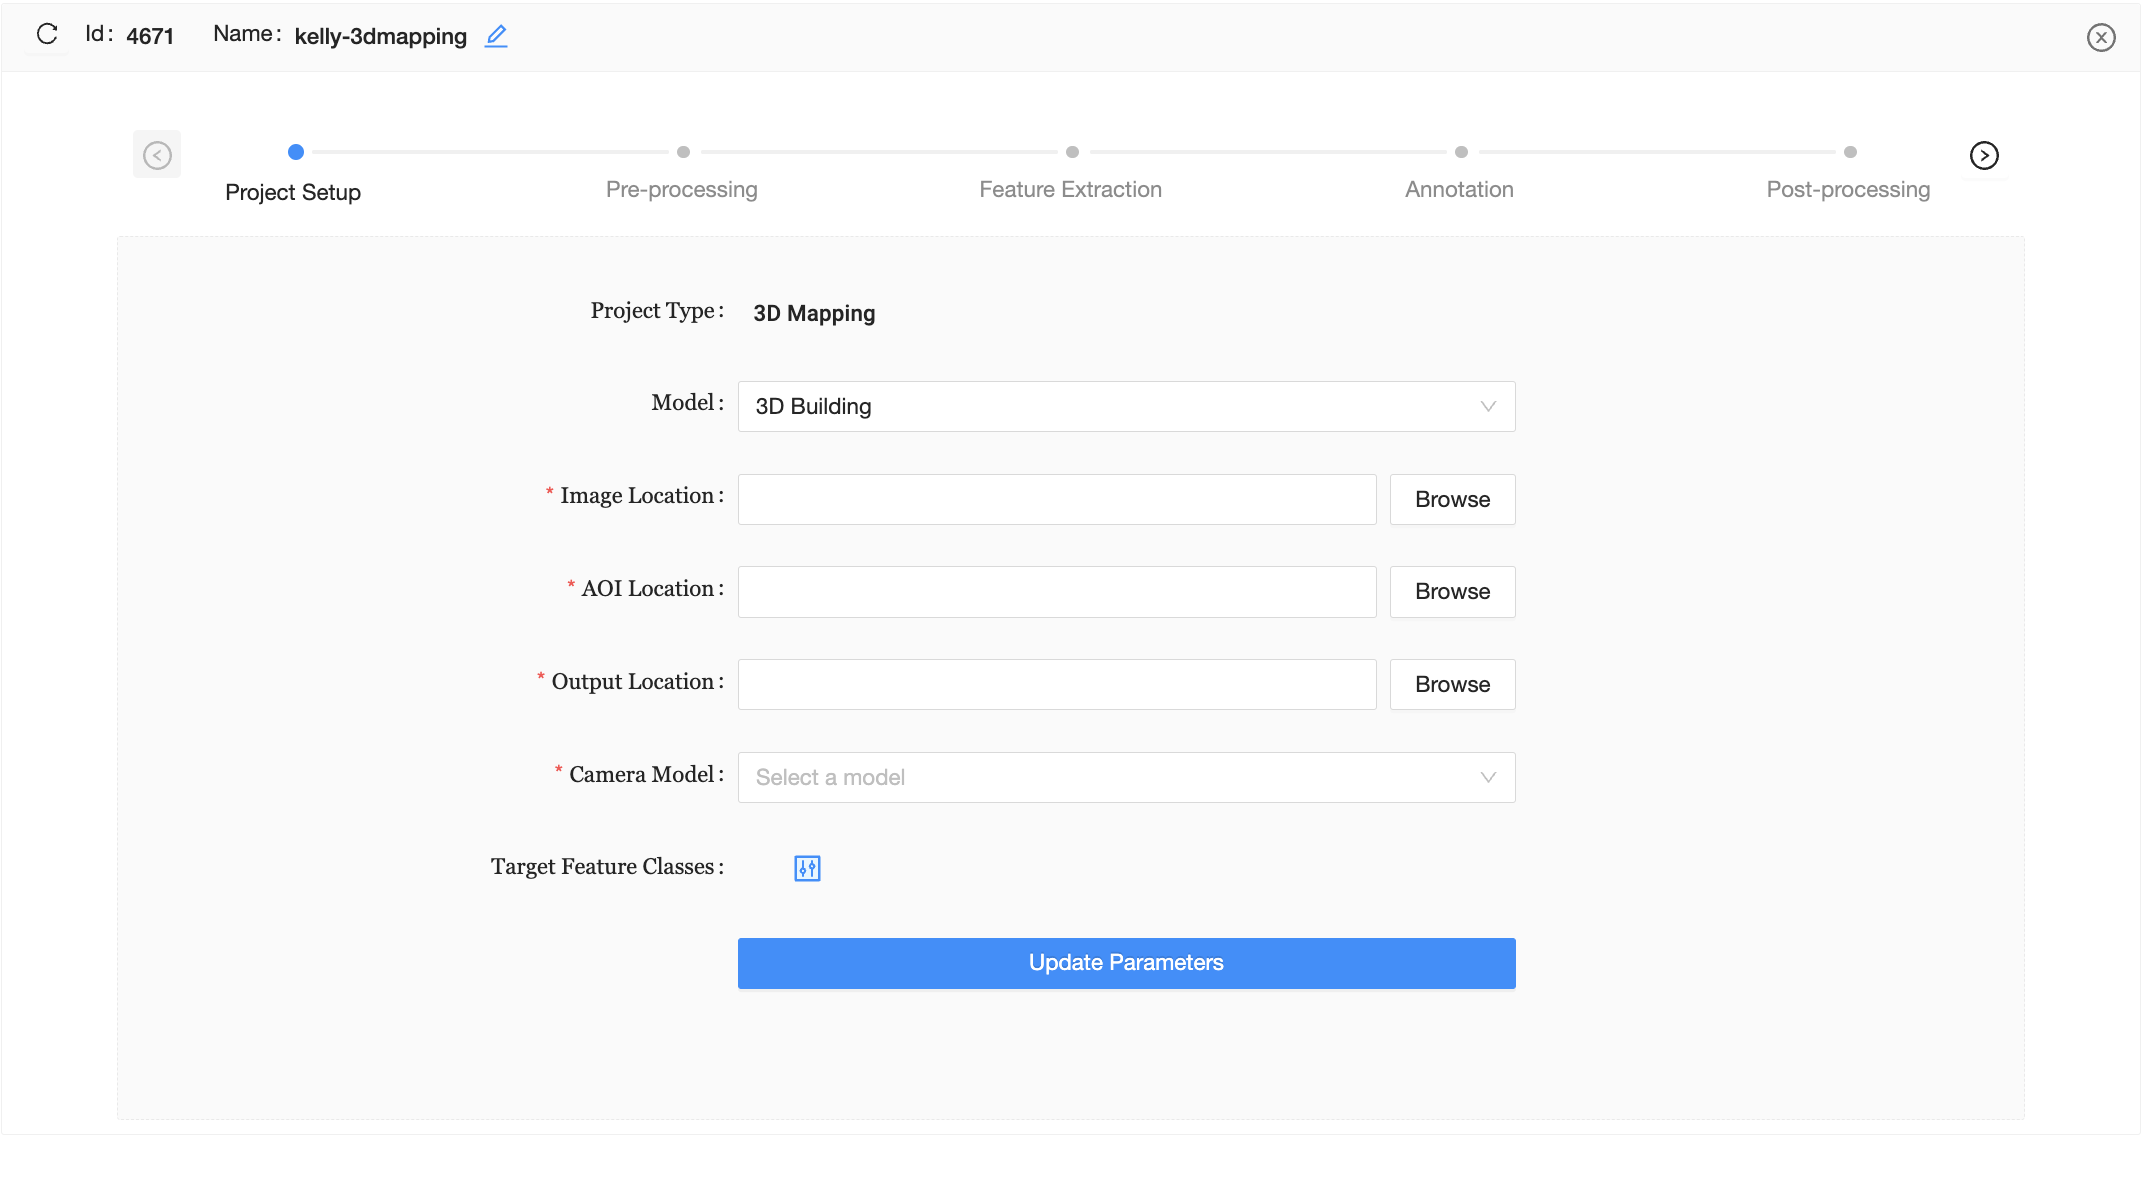 Id: 4671 Name: kelly-3dmapping
Project Setup Pre-processing Feature Extraction Annotation Post-processing
Project Type: 3D Mapping
Model: 3D Building
* Image Location: Browse
* AOI Location: Browse
* Output Location: Browse
* Camera Model: Select a model
Target Feature Classes:
Update Parameters